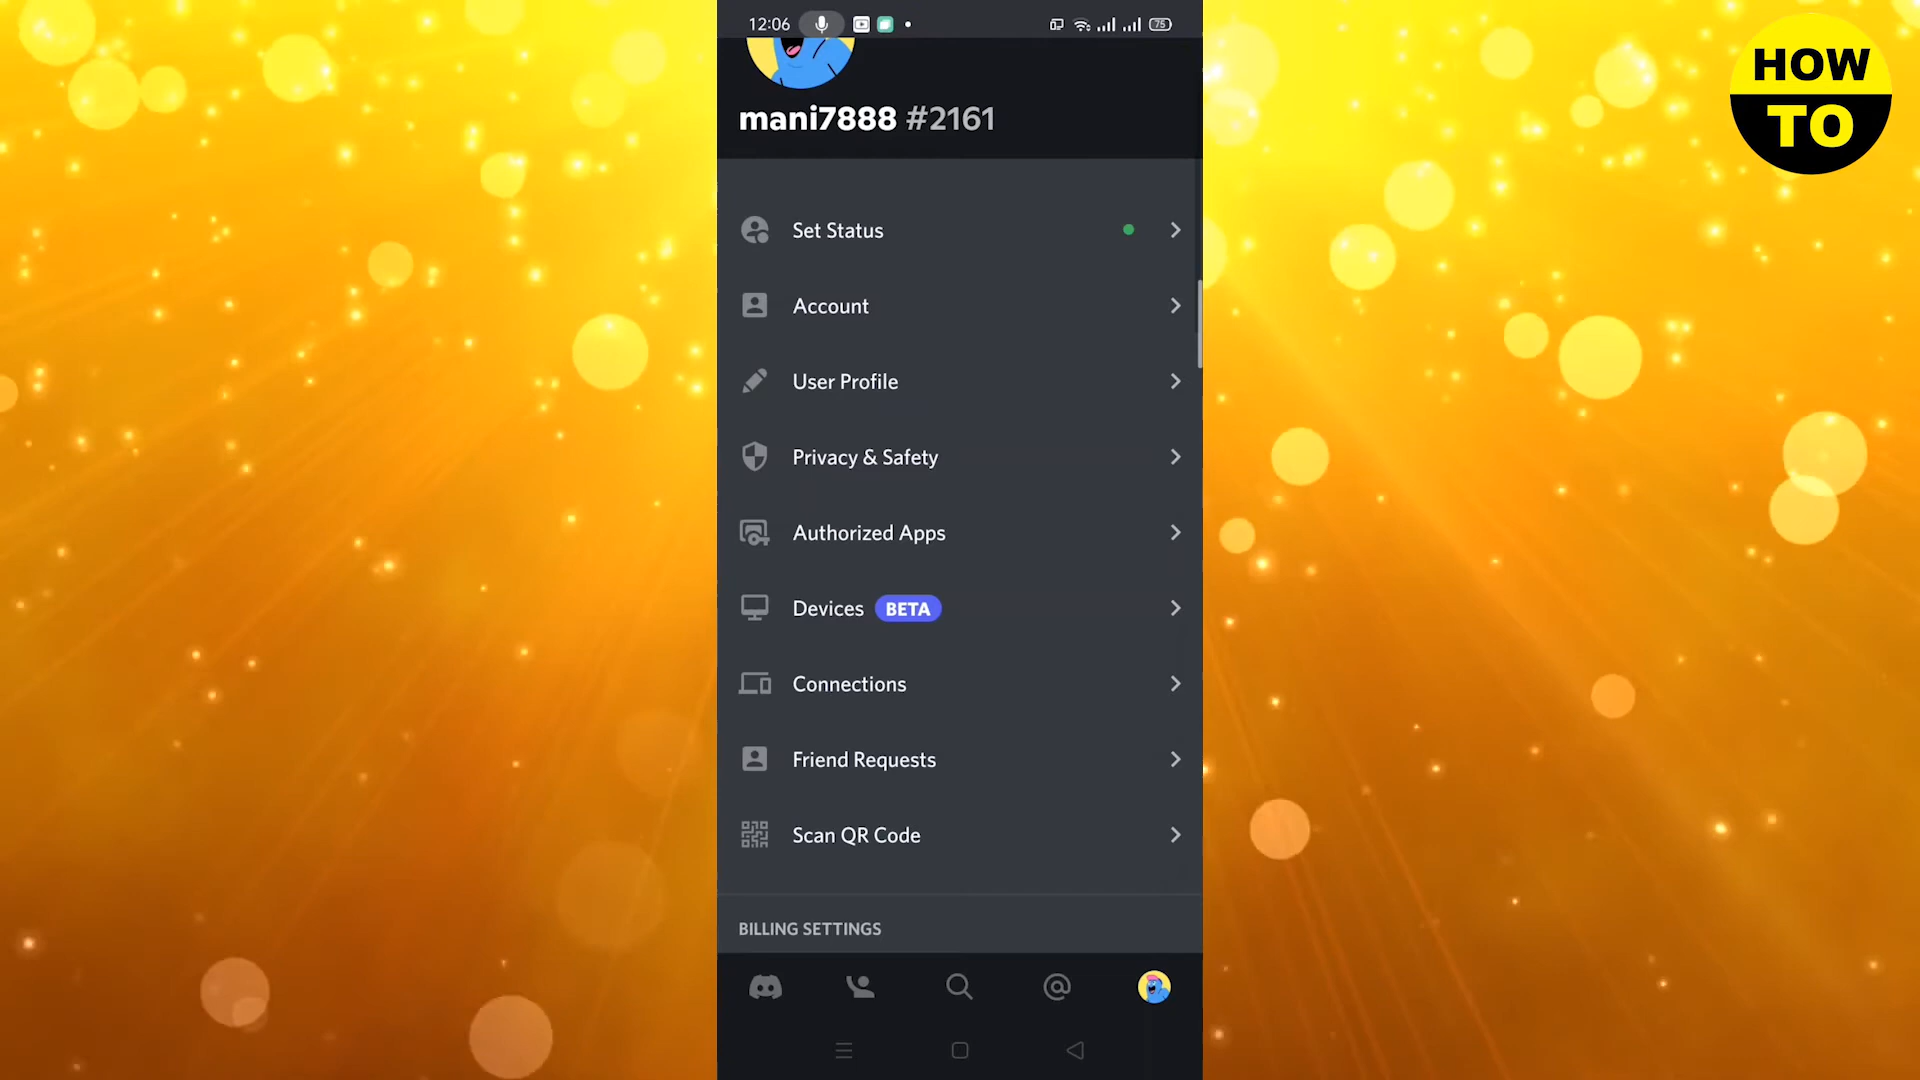 12:06
75
HOW
TO
mani7888 #2161
Set Status
Account
User Profile
Privacy & Safety
Authorized Apps
Devices BETA
Connections
Friend Requests
Scan QR Code
BILLING SETTINGS